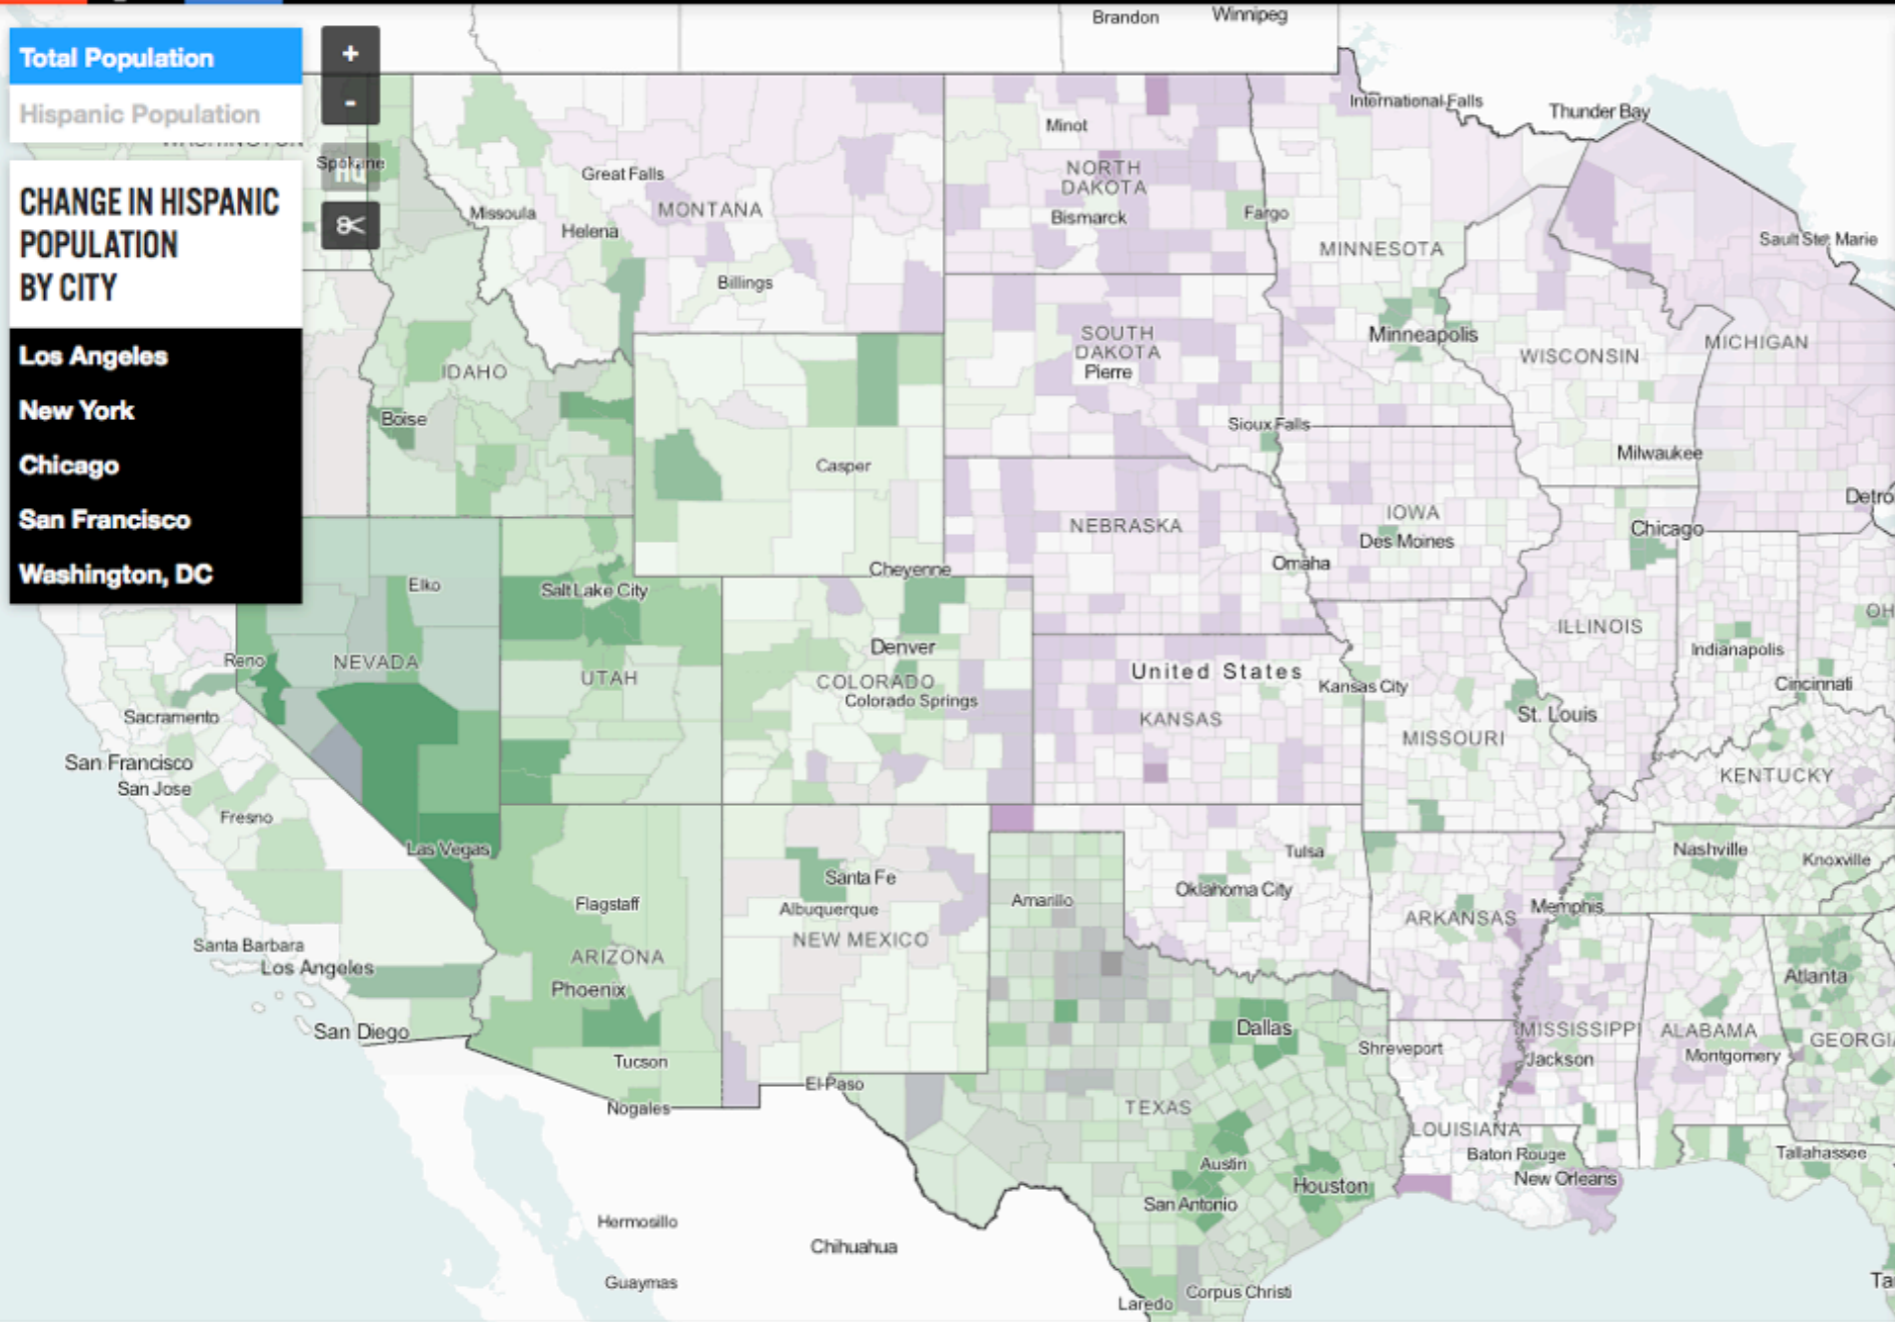 Total Population
Hispanic Population
CHANGE IN HISPANIC
POPULATION
BY CITY
Los Angeles
New York
Chicago
San Francisco
Washington, DC
+
-
HQ
Brandon
Winnipeg
International Falls
Thunder Bay
Minot
Spokane
Great Falls
NORTH
DAKOTA
MONTANA
Missoula
Bismarck
Fargo
Helena
MINNESOTA
Sault Ste. Marie
Billings
SOUTH
DAKOTA
Pierre
Minneapolis
WISCONSIN
MICHIGAN
IDAHO
Boise
Sioux Falls
Casper
Milwaukee
Detro
IOWA
NEBRASKA
Chicago
Des Moines
Cheyenne
Omaha
Elko
Salt Lake City
OH
ILLINOIS
Denver
Indianapolis
Reno
NEVADA
United States
UTAH
COLORADO
Kansas City
Cincinnati
Colorado Springs
Sacramento
KANSAS
St. Louis
MISSOURI
San Francisco
KENTUCKY
San Jose
Fresno
Las Vegas
Tulsa
Nashville
Knoxville
Santa Fe
Oklahoma City
Flagstaff
Amarillo
Albuquerque
Memphis
ARKANSAS
NEW MEXICO
Santa Barbara
ARIZONA
Los Angeles
Atlanta
Phoenix
San Diego
Dallas
MISSISSIPPI
ALABAMA
GEORGIA
Shreveport
Jackson
Montgomery
Tucson
El Paso
Nogales
TEXAS
LOUISIANA
Baton Rouge
Tallahassee
Austin
New Orleans
Houston
San Antonio
Hermosillo
Chihuahua
Guaymas
Ta
Corpus Christi
Laredo